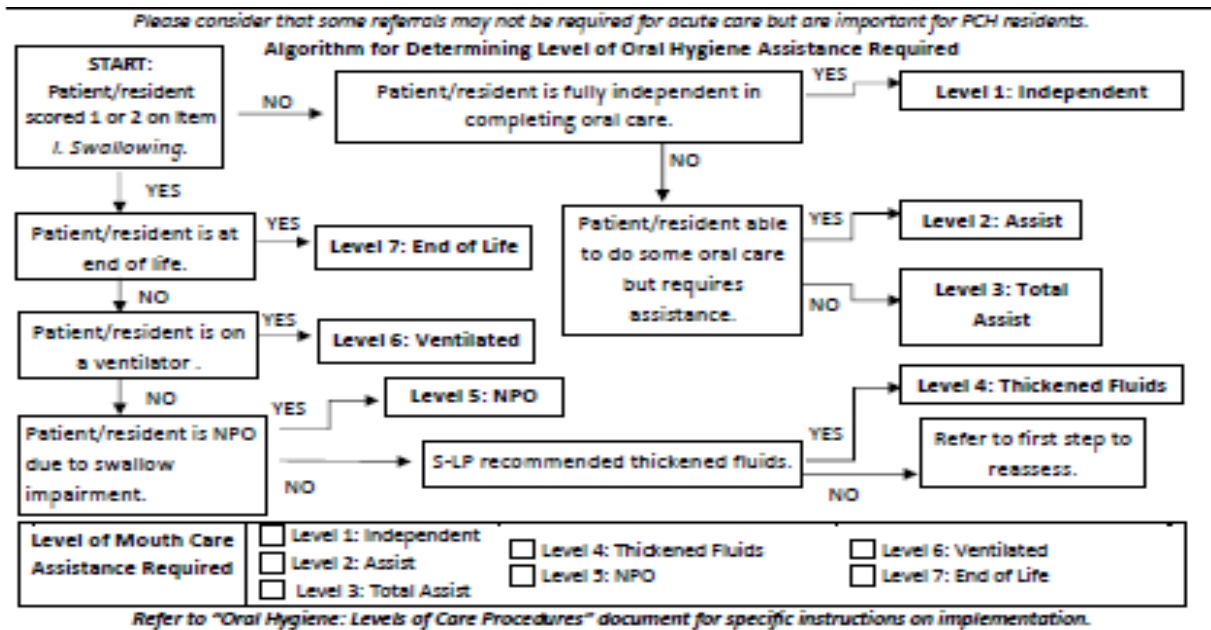 Please consider that some referrals may not be required for acute care but are important for PCH residents.
Algorithm for Determining Level of Oral Hygiene Assistance Required
START:
Patient/resident
scored 1 or 2 on Item
I. Swallowing.
NO
Patient/resident is fully independent in
completing oral care.
YES
Level 1: Independent
NO
YES
Patient/resident able
to do some oral care
but requires
assistance.
YES
Level 2: Assist
NO
Level 3: Total
Assist
Patient/resident is at
end of life.
YES
Level 7: End of Life
NO
Patient/resident is on
a ventilator .
YES
Level 6: Ventilated
NO
Patient/resident is NPO
due to swallow
impairment.
YES
Level 5: NPO
NO
S-LP recommended thickened fluids.
YES
Level 4: Thickened Fluids
NO
Refer to first step to
reassess.
Level of Mouth Care
Assistance Required
Level 1: Independent
Level 2: Assist
Level 3: Total Assist
Level 4: Thickened Fluids
Level 5: NPO
Level 6: Ventilated
Level 7: End of Life
Refer to "Oral Hygiene: Levels of Care Procedures" document for specific instructions on implementation.